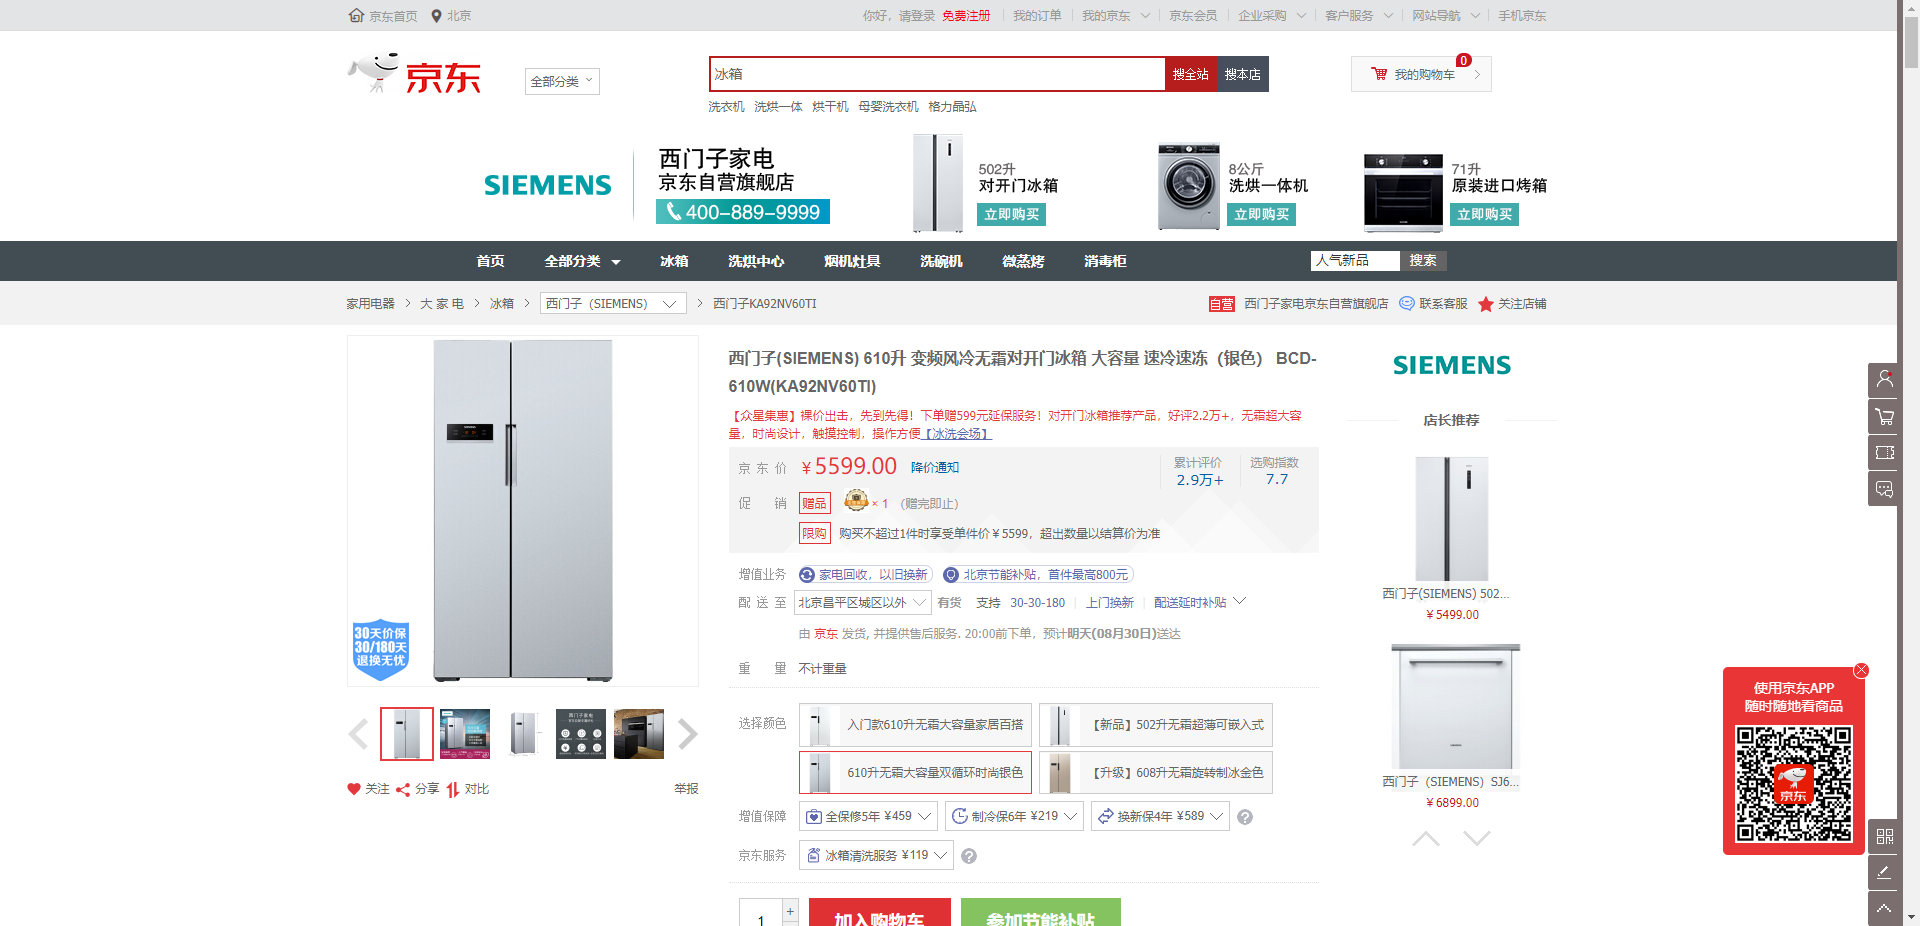 京东首页 北京
你好，请登录 免费注册 我的订单 我的京东 京东会员 企业采购 客户服务 网站导航 手机京东
京东
全部分类
冰箱 搜全站 搜本店
我的购物车 0
洗衣机 洗烘一体 烘干机 母婴洗衣机 格力晶弘
SIEMENS
西门子家电
京东自营旗舰店
400-889-9999
502升
对开门冰箱
立即购买
8公斤
洗烘一体机
立即购买
71升
原装进口烤箱
立即购买
首页 全部分类 冰箱 洗烘中心 烟机灶具 洗碗机 微蒸烤 消毒柜 人气新品 搜索
家用电器 > 大 家 电 > 冰箱 > 西门子（SIEMENS） > 西门子KA92NV60TI
自营 西门子家电京东自营旗舰店 联系客服 关注店铺
30天价保
30/180天
退换无忧
关注 分享 对比 举报
西门子(SIEMENS) 610升 变频风冷无霜对开门冰箱 大容量 速冷速冻（银色） BCD-
610W(KA92NV60TI)
【众星集惠】裸价出击，先到先得！下单赠599元延保服务！对开门冰箱推荐产品，好评2.2万+，无霜超大容
量，时尚设计，触摸控制，操作方便【冰洗会场】
京 东 价 ￥5599.00 降价通知
累计评价
2.9万+
选购指数
7.7
促 销 赠品 × 1 （赠完即止）
限购 购买不超过1件时享受单件价￥5599，超出数量以结算价为准
增值业务 家电回收，以旧换新 北京节能补贴，首件最高800元
配 送 至 北京昌平区城区以外 有货 支持 30-30-180 上门换新 配送延时补贴
由 京东 发货, 并提供售后服务. 20:00前下单，预计明天(08月30日)送达
重 量 不计重量
选择颜色 入门款610升无霜大容量家居百搭 【新品】502升无霜超薄可嵌入式
610升无霜大容量双循环时尚银色 【升级】608升无霜旋转制冰金色
增值保障 全保修5年 ¥459 制冷保6年 ¥219 换新保4年 ¥589 ?
京东服务 冰箱清洗服务 ¥119 ?
1 + 加入购物车 参加节能补贴
SIEMENS
店长推荐
西门子(SIEMENS) 502...
￥5499.00
西门子（SIEMENS）SJ6...
￥6899.00
使用京东APP
随时随地看商品
京东